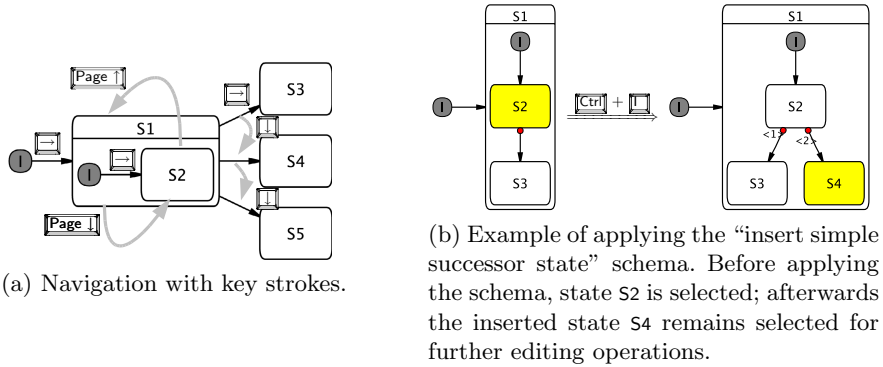 Page ↑
→
S3
S1
↓
→
I
→
I
S2
S4
↓
Page ↓
S5
(a) Navigation with key strokes.
S1
I
I
S2
S3
Ctrl + I
S1
I
I
S2
<1>
<2>
S3
S4
(b) Example of applying the “insert simple
successor state” schema. Before applying
the schema, state S2 is selected; afterwards
the inserted state S4 remains selected for
further editing operations.